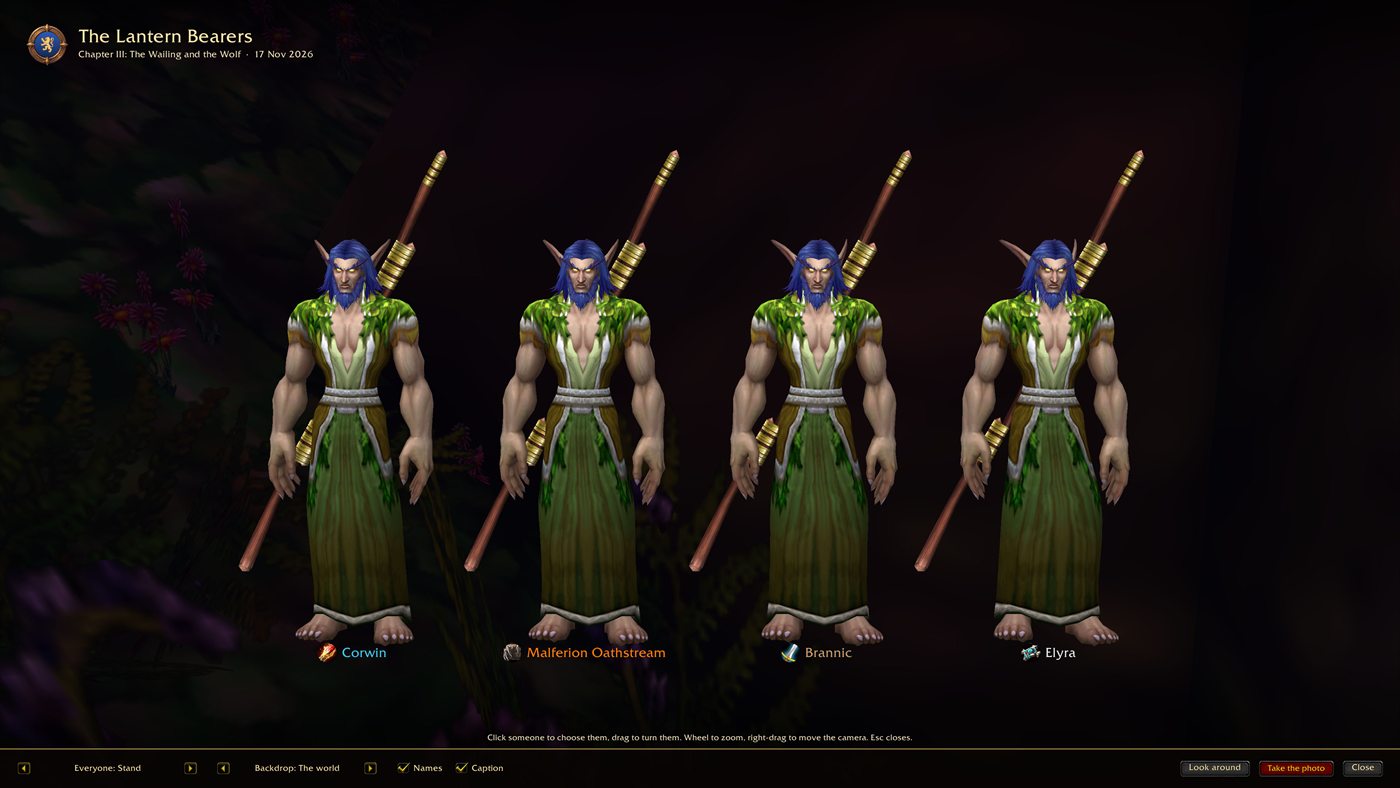 The Lantern Bearers
Chapter III: The Wailing and the Wolf · 17 Nov 2026
Corwin
Malferion Oathstream
Brannic
Elyra
Click someone to choose them, drag to turn them. Wheel to zoom, right-drag to move the camera. Esc closes.
Everyone: Stand
Backdrop: The world
Names
Caption
Look around
Take the photo
Close